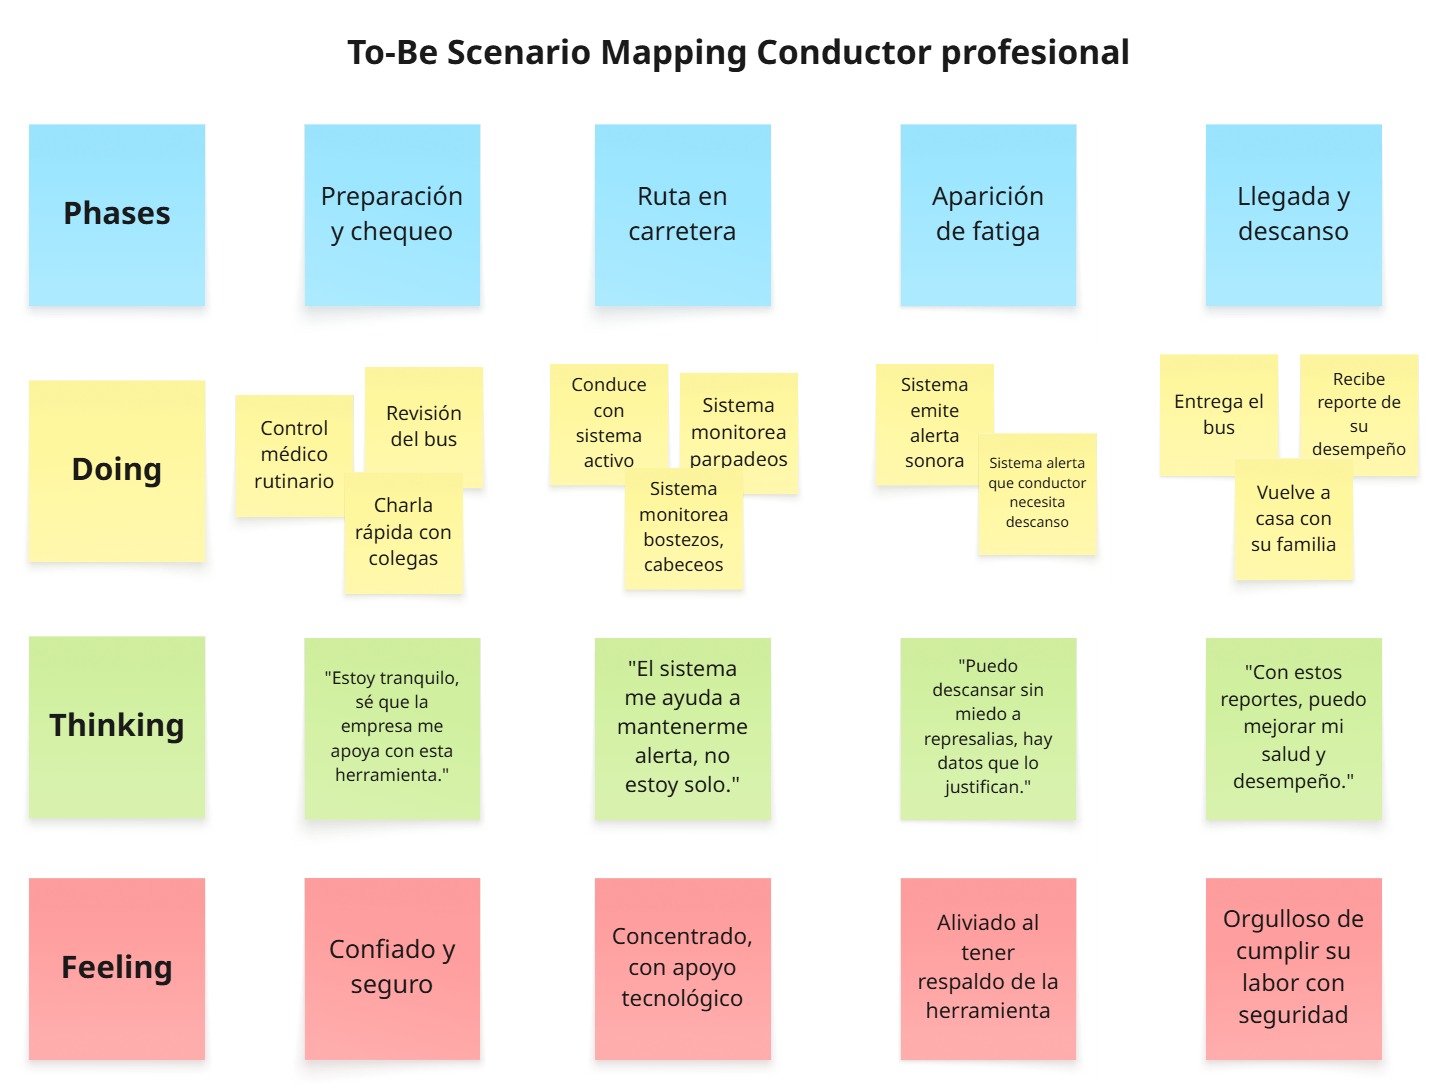 To-Be Scenario Mapping Conductor profesional
Phases
Preparación
y chequeo
Ruta en
carretera
Aparición
de fatiga
Llegada y
descanso
Doing
Control
médico
rutinario
Revisión
del bus
Charla
rápida con
colegas
Conduce
con
sistema
activo
Sistema
monitorea
parpadeos
Sistema
monitorea
bostezos,
cabeceos
Sistema
emite
alerta
sonora
Sistema alerta
que conductor
necesita
descanso
Entrega el
bus
Recibe
reporte de
su
desempeño
Vuelve a
casa con
su familia
Thinking
"Estoy tranquilo,
sé que la
empresa me
apoya con esta
herramienta."
"El sistema
me ayuda a
mantenerme
alerta, no
estoy solo."
"Puedo
descansar sin
miedo a
represalias, hay
datos que lo
justifican."
"Con estos
reportes, puedo
mejorar mi
salud y
desempeño."
Feeling
Confiado y
seguro
Concentrado,
con apoyo
tecnológico
Aliviado al
tener
respaldo de la
herramienta
Orgulloso de
cumplir su
labor con
seguridad